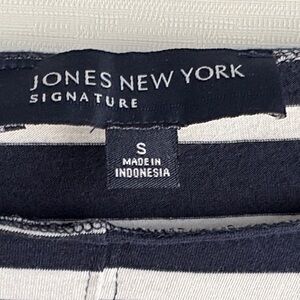 JONES NEW YORK
SIGNATURE
S
MADE IN
INDONESIA